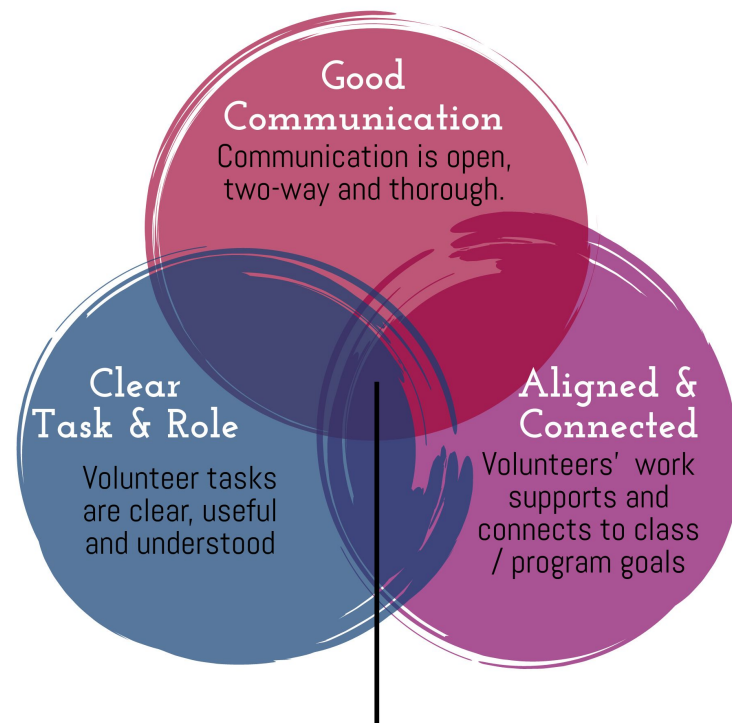 Good
Communication
Communication is open,
two-way and thorough.
Clear
Task & Role
Volunteer tasks
are clear, useful
and understood
Aligned &
Connected
Volunteers' work
supports and
connects to class
/ program goals